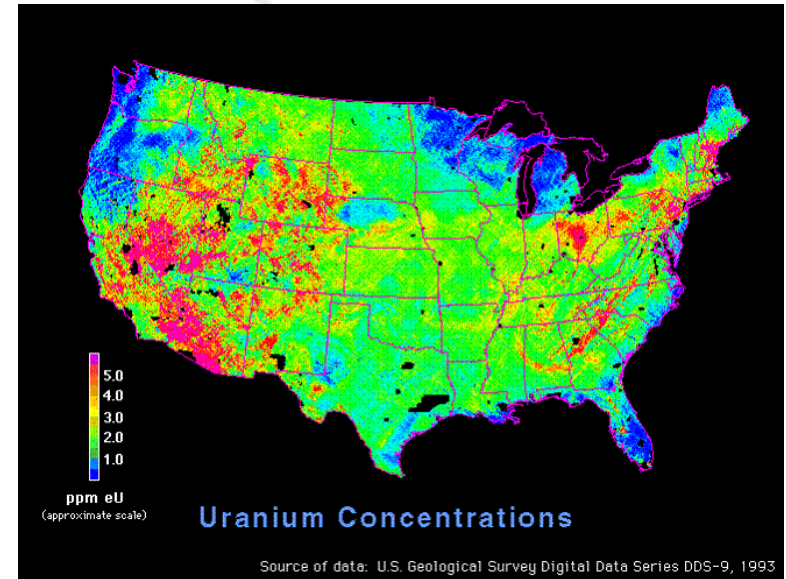 5.0
4.0
3.0
2.0
1.0
ppm eU
(approximate scale)
Uranium Concentrations
Source of data: U.S. Geological Survey Digital Data Series DDS-9, 1993